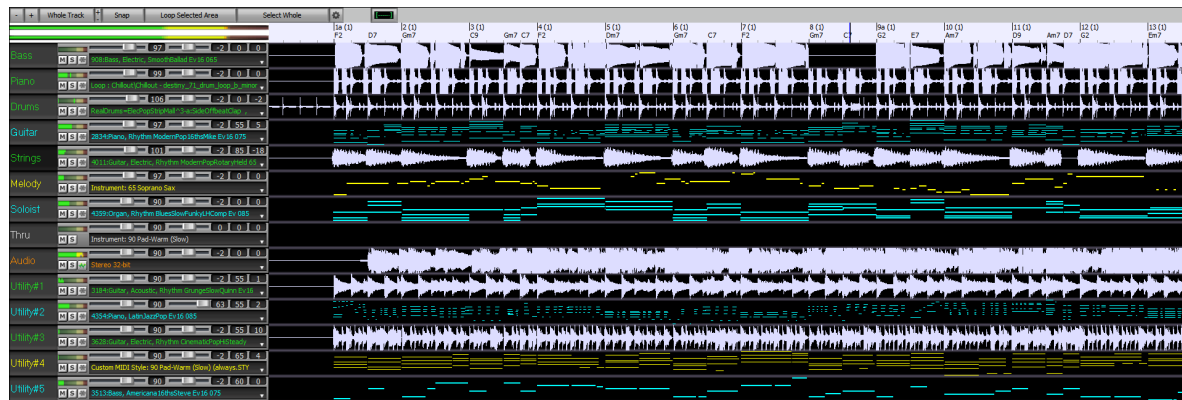 - + Whole Track Snap Loop Selected Area Select Whole
1a (1) 2 (1) 3 (1) 4 (1) 5 (1) 6 (1) 7 (1) 8 (1) 9a (1) 10 (1) 11 (1) 12 (1) 13 (1)
F2 D7 Gm7 C9 Gm7 C7 F2 Dm7 Gm7 C7 F2 Gm7 C7 G2 E7 Am7 D9 Am7 D7 G2 Em7
Bass M S 97 -2 0 0
908:Bass, Electric, SmoothBallad Ev16 065
Piano M S 99 -2 0 0
Loop : Chillout\Chillout - destiny_71_drum_loop_b_minor
Drums M S 106 -2 0 -2
RealDrums=ElecPopStripMall^3-a:SideOffbeatClap
Guitar M S 97 -2 55 5
2834:Piano, Rhythm ModernPop16thsMike Ev16 075
Strings M S 101 -2 85 -18
4011:Guitar, Electric, Rhythm ModernPopRotaryHeld 65
Melody M S 97 -2 0 0
Instrument: 65 Soprano Sax
Soloist M S 90 -2 0 0
4359:Organ, Rhythm BluesSlowFunkyLHComp Ev 085
Thru M S 90 0 0 0
Instrument: 90 Pad-Warm (Slow)
Audio M S 90 -2 0 0
Stereo 32-bit
Utility#1 M S 90 -2 55 1
3184:Guitar, Acoustic, Rhythm GrungeSlowQuinn Ev16
Utility#2 M S 90 63 55 2
4354:Piano, LatinJazzPop Ev16 085
Utility#3 M S 90 -2 55 10
3628:Guitar, Electric, Rhythm CinematicPopHiSteady
Utility#4 M S 90 -2 65 4
Custom MIDI Style: 90 Pad-Warm (Slow) (always.STY
Utility#5 M S 90 -2 60 0
3513:Bass, Americana16thsSteve Ev16 075